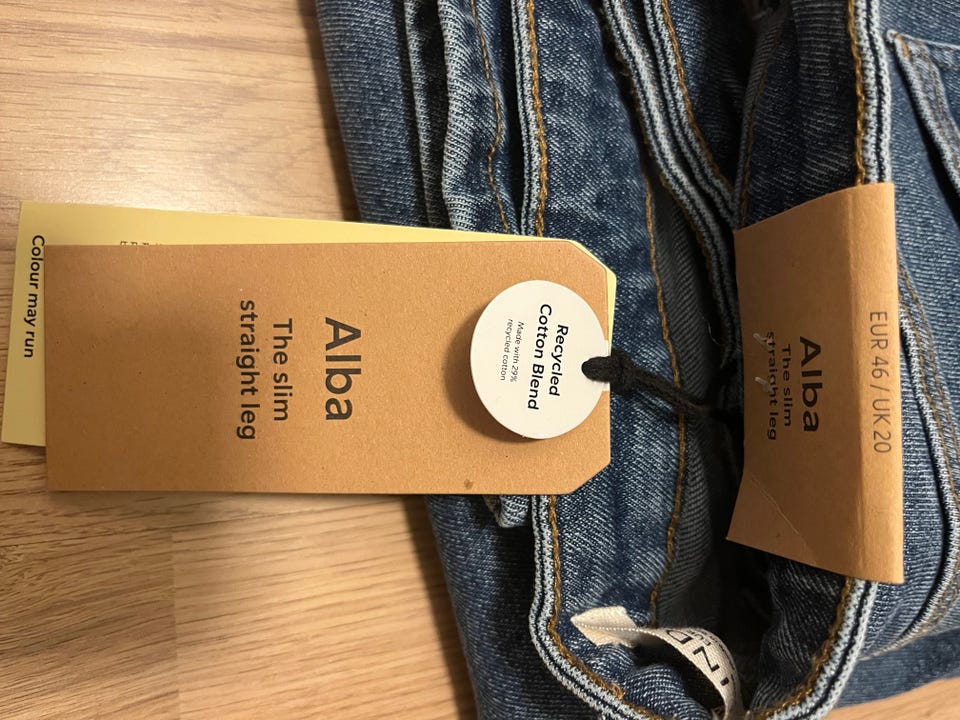 Alba
The slim
straight leg
Recycled
Cotton Blend
Made with 29%
recycled cotton
Colour may run
EUR 46 / UK 20
Alba
The slim
straight leg
IND